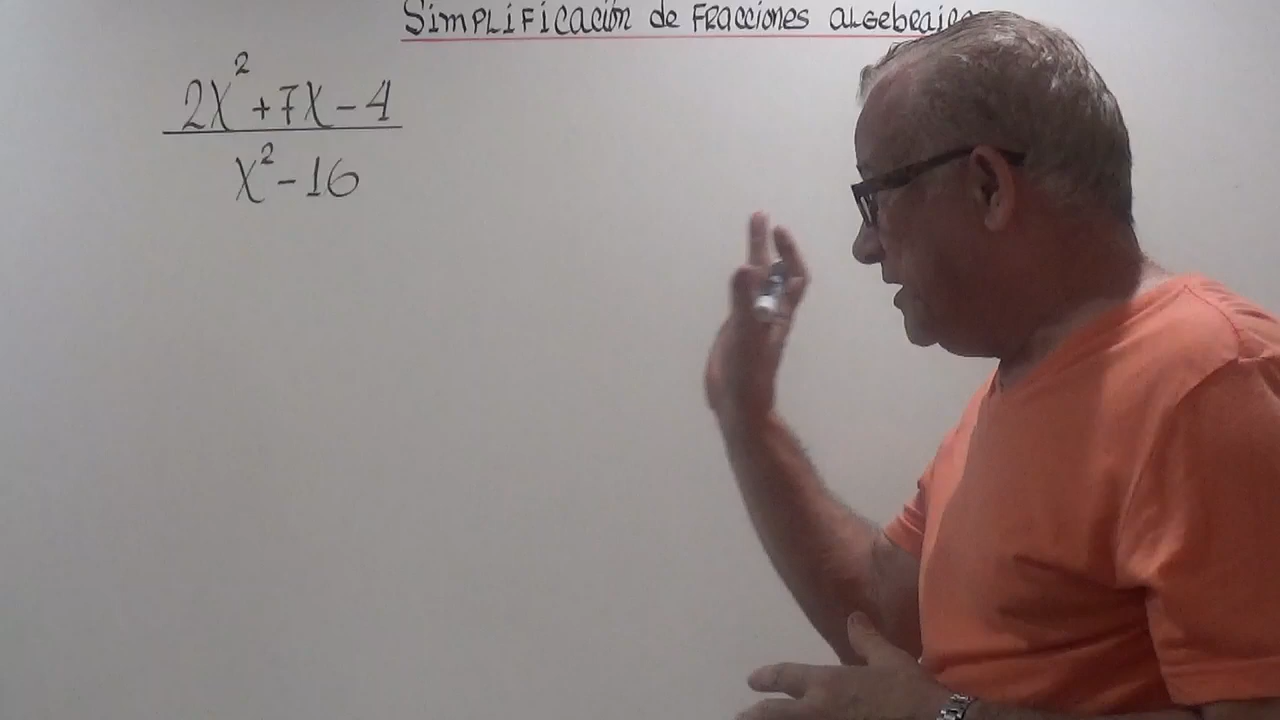 Simplificación de Fracciones
2x² + 7x - 4
x² - 16